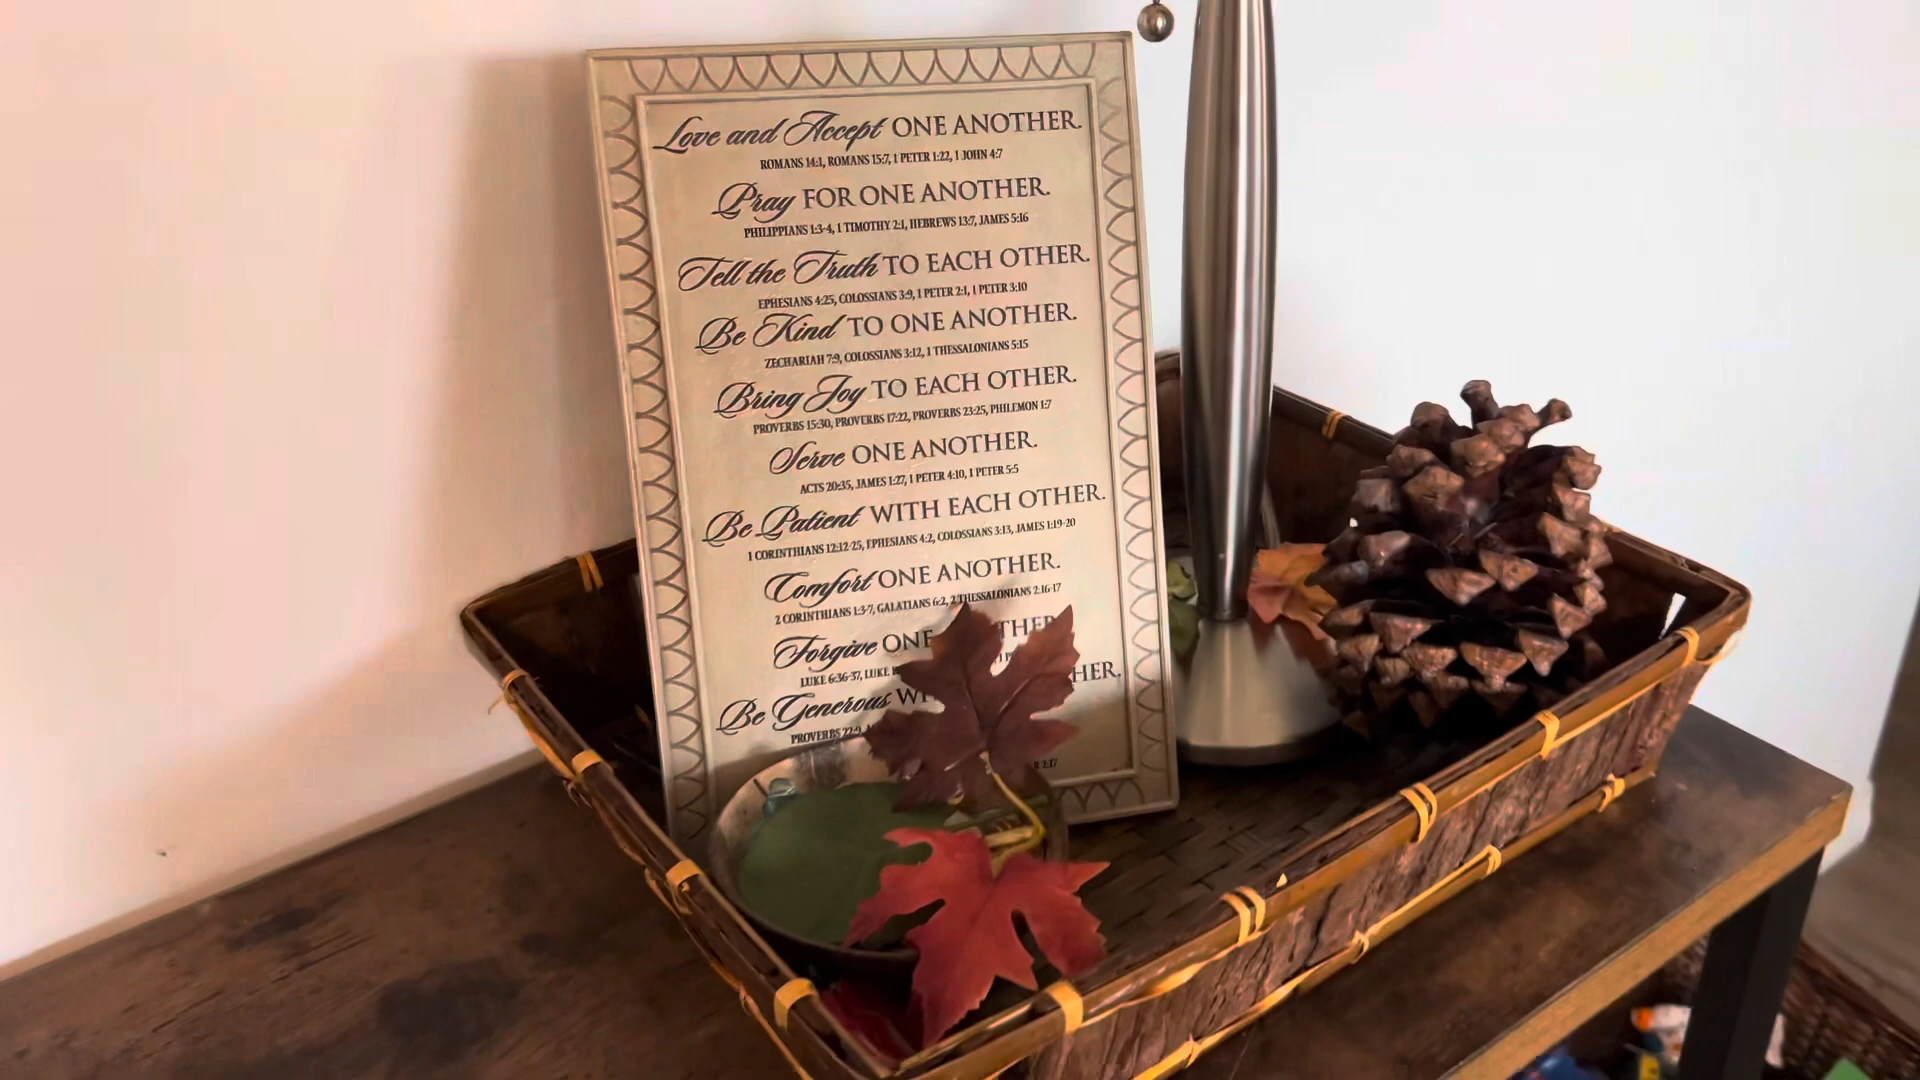 Love and Accept ONE ANOTHER.
ROMANS 14:1, ROMANS 15:7, 1 PETER 1:22, 1 JOHN 4:7
Pray FOR ONE ANOTHER.
PHILIPPIANS 1:3-4, 1 TIMOTHY 2:1, HEBREWS 13:7, JAMES 5:16
Tell the Truth TO EACH OTHER.
EPHESIANS 4:25, COLOSSIANS 3:9, 1 PETER 2:1, 1 PETER 3:10
Be Kind TO ONE ANOTHER.
ZECHARIAH 7:9, COLOSSIANS 3:12, 1 THESSALONIANS 5:15
Bring Joy TO EACH OTHER.
PROVERBS 15:30, PROVERBS 17:22, PROVERBS 23:25, PHILEMON 1:7
Serve ONE ANOTHER.
ACTS 20:35, JAMES 1:27, 1 PETER 4:10, 1 PETER 5:5
Be Patient WITH EACH OTHER.
1 CORINTHIANS 12:12-25, EPHESIANS 4:2, COLOSSIANS 3:13, JAMES 1:19-20
Comfort ONE ANOTHER.
2 CORINTHIANS 1:3-7, GALATIANS 6:2, 2 THESSALONIANS 2:16-17
Forgive ONE
LUKE 6:36-37, LUKE
Be Generous
PROVERBS 22:9,
2:17